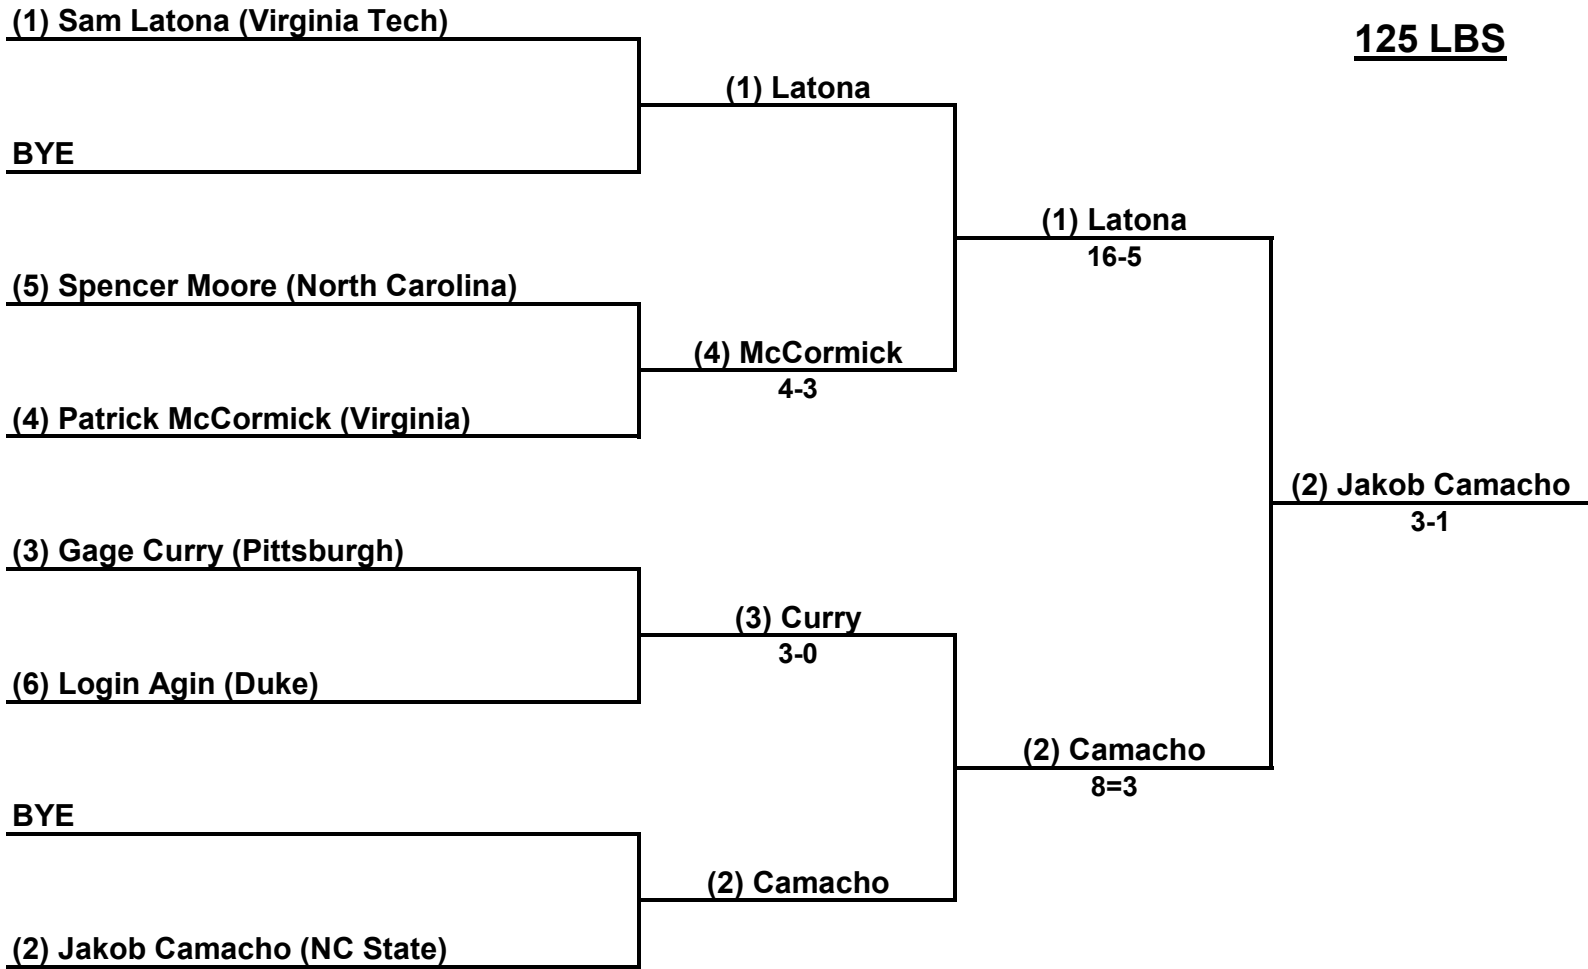 (1) Sam Latona (Virginia Tech)
125 LBS
(1) Latona
BYE
(1) Latona
16-5
(5) Spencer Moore (North Carolina)
(4) McCormick
4-3
(4) Patrick McCormick (Virginia)
(2) Jakob Camacho
3-1
(3) Gage Curry (Pittsburgh)
(3) Curry
3-0
(6) Login Agin (Duke)
(2) Camacho
8=3
BYE
(2) Camacho
(2) Jakob Camacho (NC State)